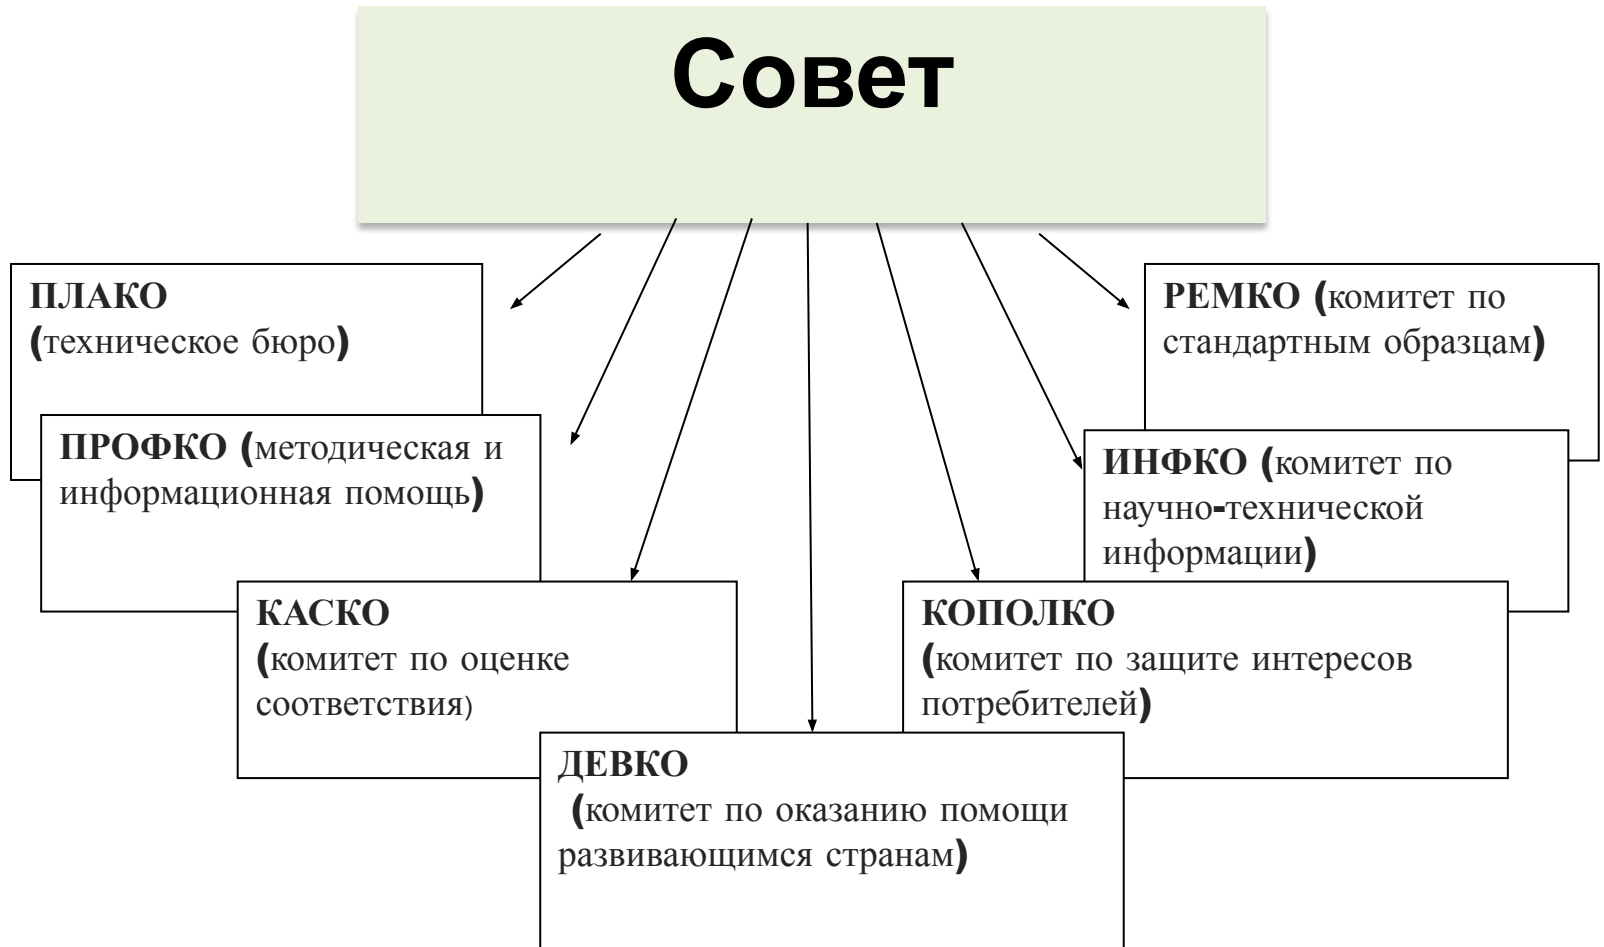 Совет
ПЛАКО
(техническое бюро)
ПРОФКО (методическая и
информационная помощь)
КАСКО
(комитет по оценке
соответствия)
ДЕВКО
(комитет по оказанию помощи
развивающимся странам)
КОПОЛКО
(комитет по защите интересов
потребителей)
ИНФКО (комитет по
научно-технической
информации)
РЕМКО (комитет по
стандартным образцам)